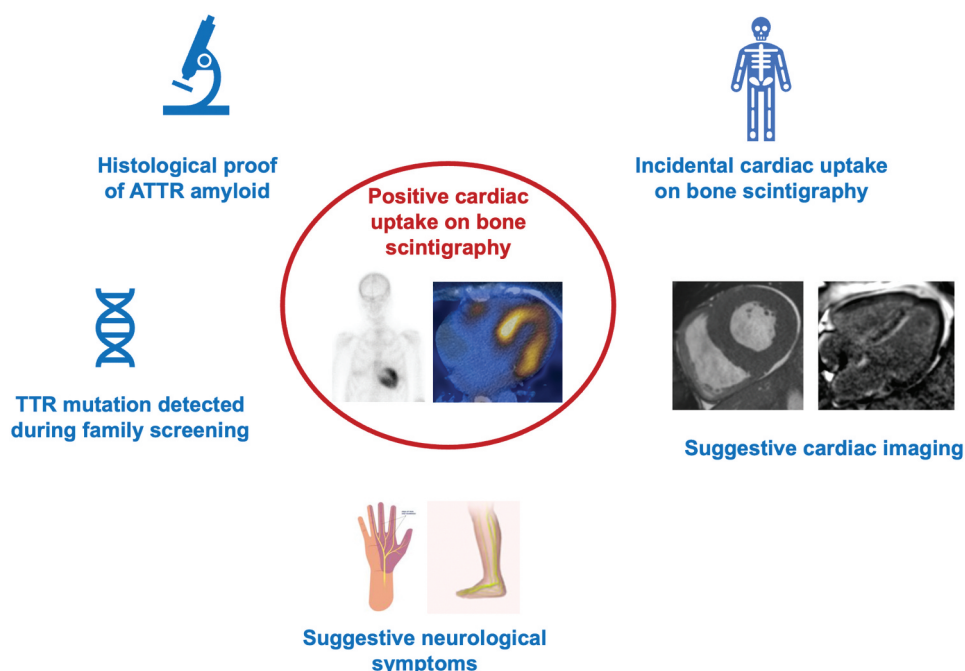 Histological proof
of ATTR amyloid
Incidental cardiac uptake
on bone scintigraphy
Positive cardiac
uptake on bone
scintigraphy
TTR mutation detected
during family screening
Suggestive cardiac imaging
Suggestive neurological
symptoms